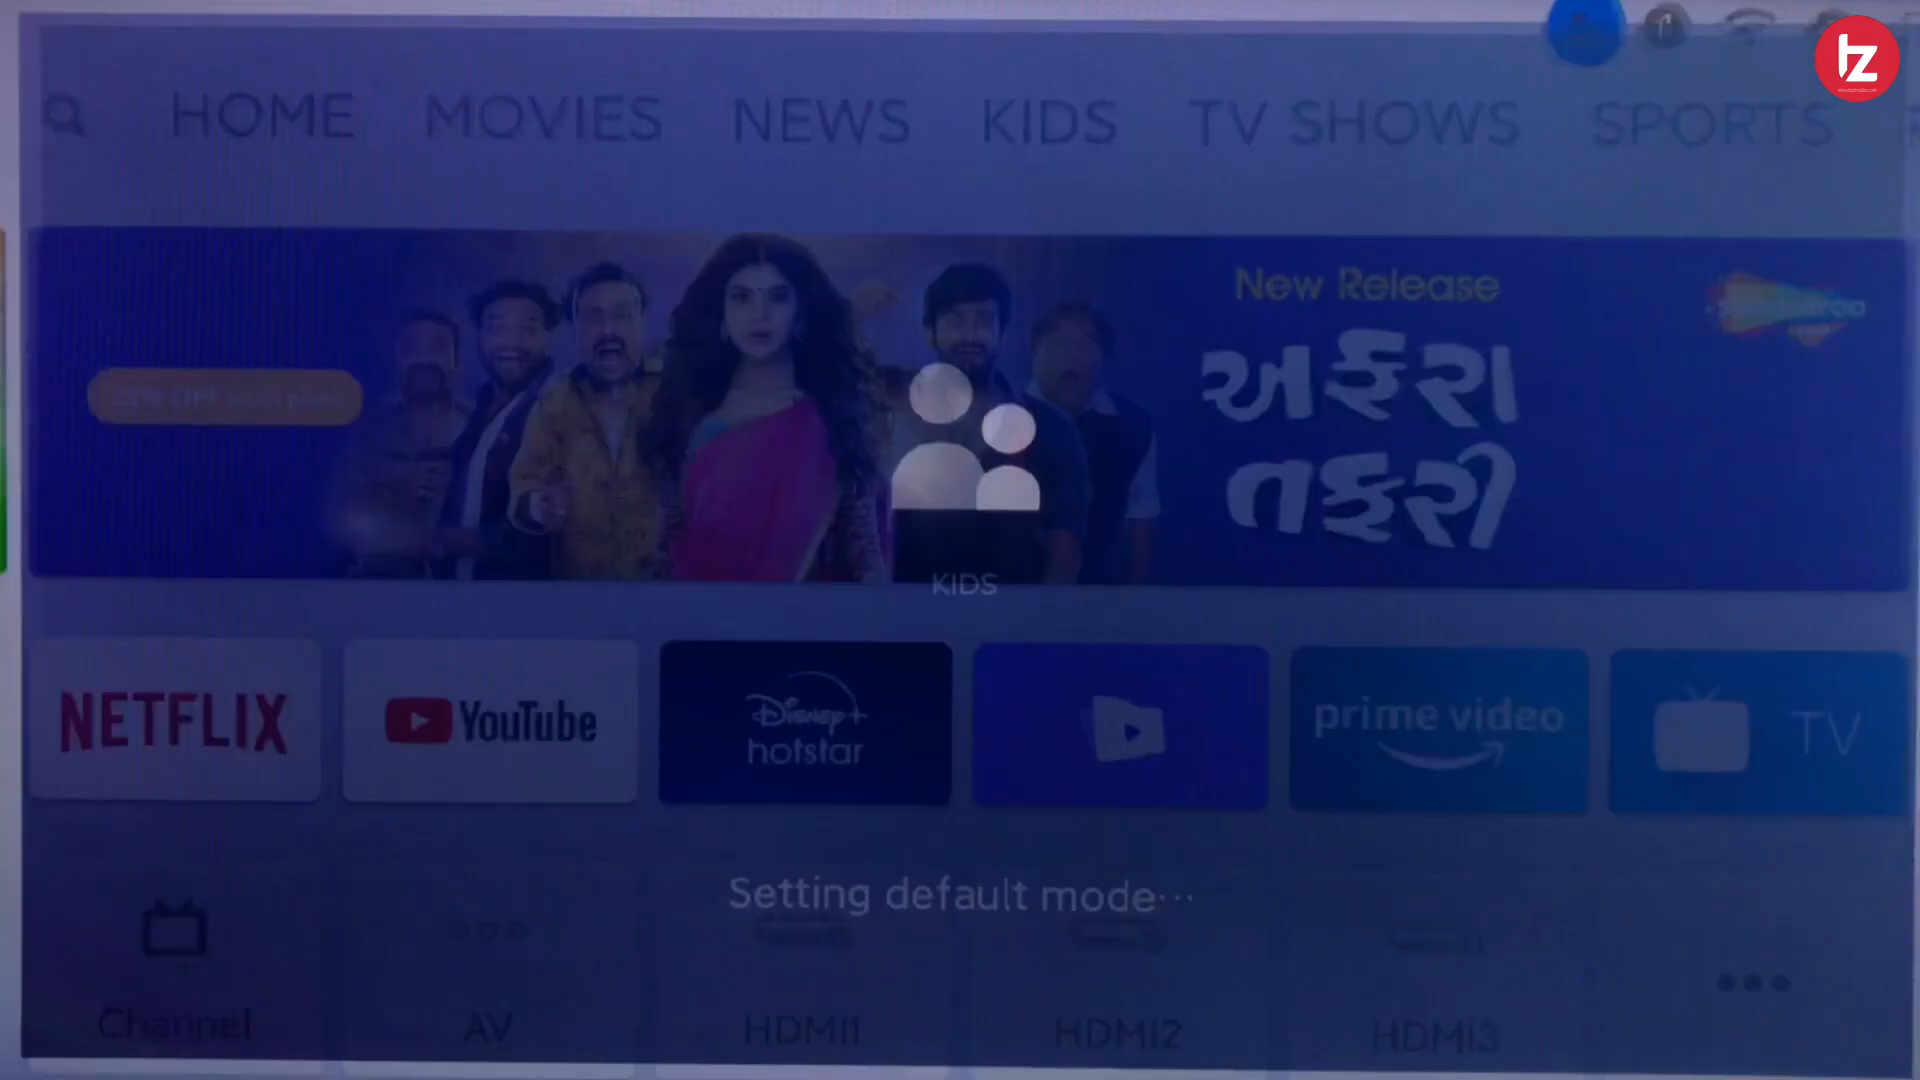 HOME MOVIES NEWS KIDS TV SHOWS SPORTS
New Release
અફરા
તફરી
KIDS
NETFLIX
YouTube
Disney+
hotstar
prime video
TV
Setting default mode...
Channel
AV
HDMI1
HDMI2
HDMI3